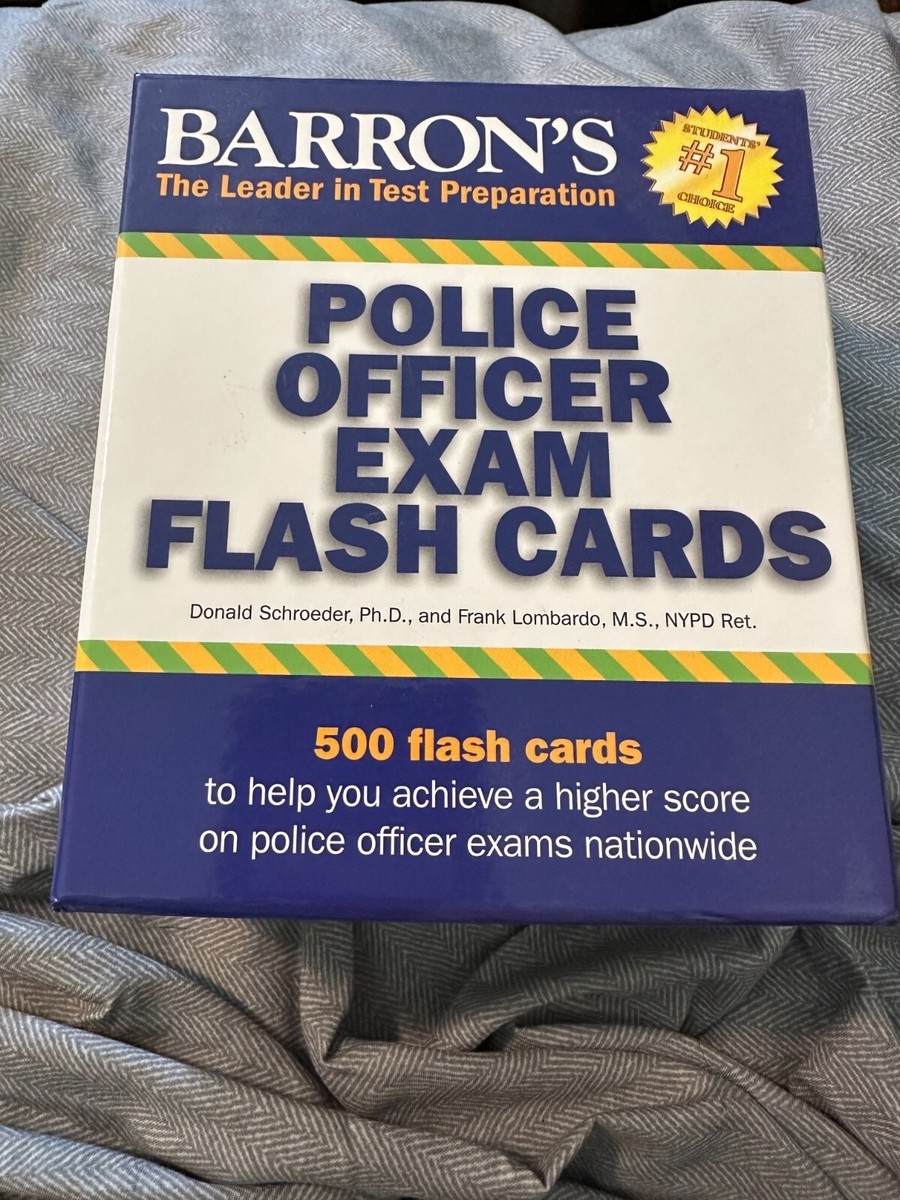 BARRON'S
The Leader in Test Preparation
STUDENTS'
#1
CHOICE
POLICE
OFFICER
EXAM
FLASH CARDS
Donald Schroeder, Ph.D., and Frank Lombardo, M.S., NYPD Ret.
500 flash cards
to help you achieve a higher score
on police officer exams nationwide